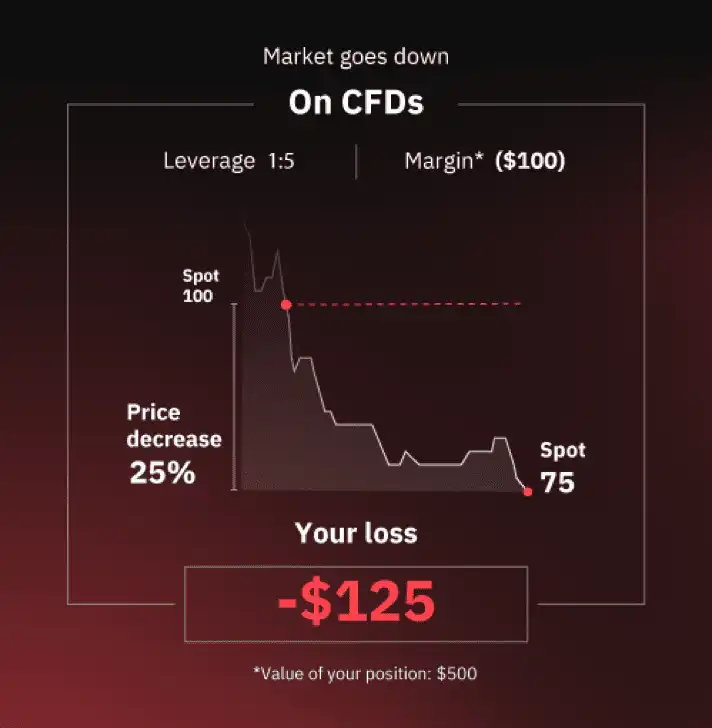 Market goes down
On CFDs
Leverage 1:5
Margin* ($100)
Spot
100
Price
decrease
25%
Spot
75
Your loss
-$125
*Value of your position: $500